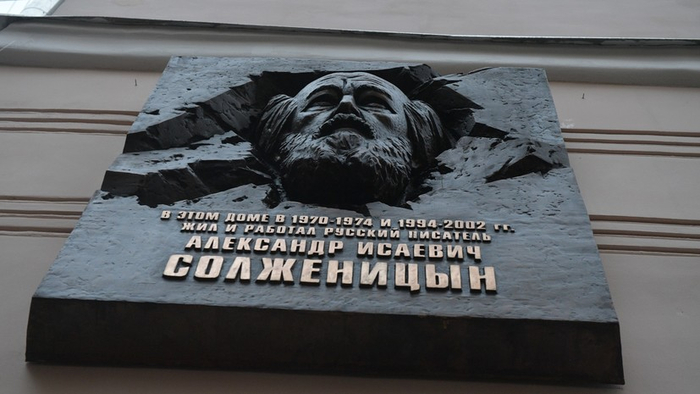 В ЭТОМ ДОМЕ В 1970-1974 И 1994-2002 ГГ.
ЖИЛ И РАБОТАЛ РУССКИЙ ПИСАТЕЛЬ
АЛЕКСАНДР ИСАЕВИЧ
СОЛЖЕНИЦЫН